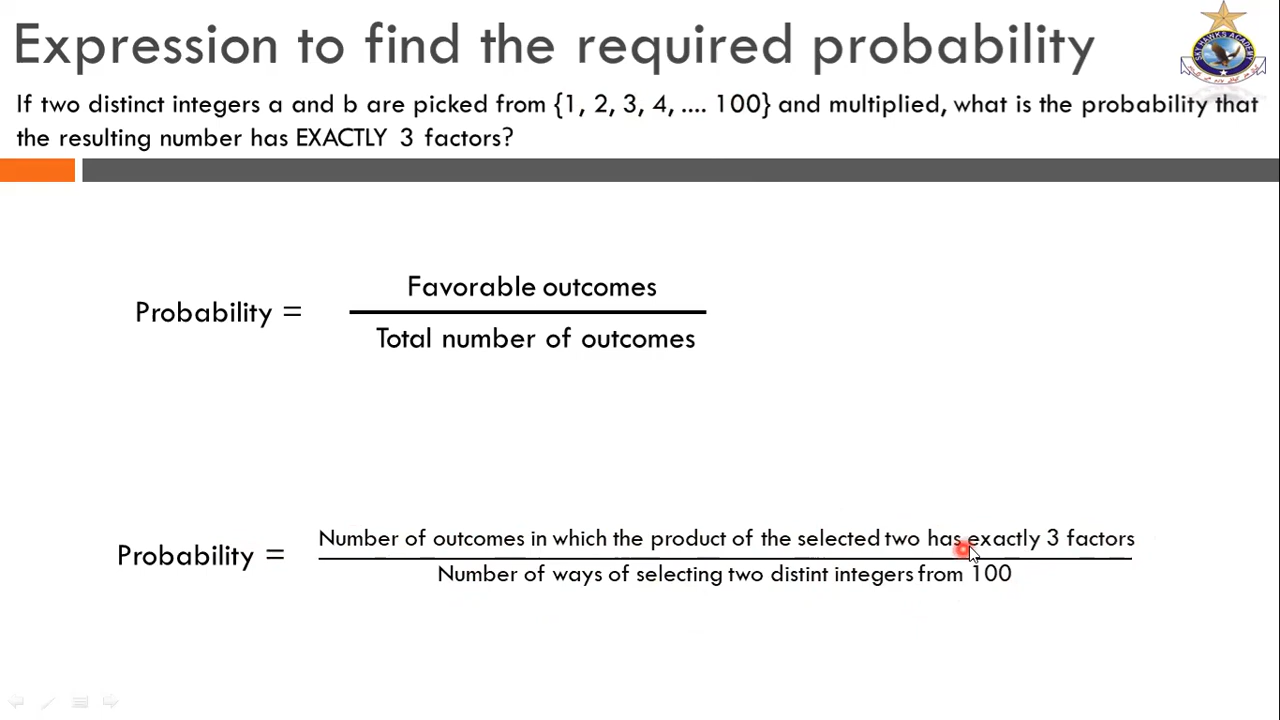 Expression to find the required probability
If two distinct integers a and b are picked from {1, 2, 3, 4, .... 100} and multiplied, what is the probability that
the resulting number has EXACTLY 3 factors?
Favorable outcomes
Probability =
Total number of outcomes
Number of outcomes in which the product of the selected two has exactly 3 factors
Probability =
Number of ways of selecting two distint integers from 100